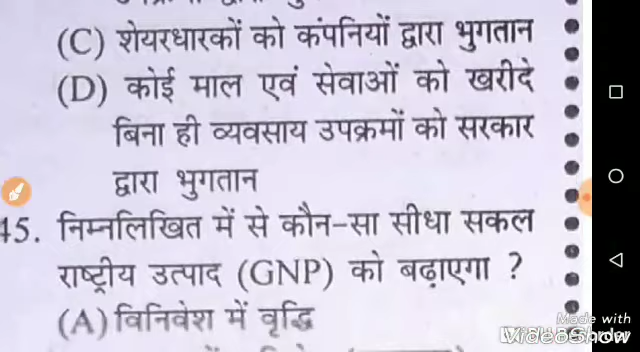 (C) शेयरधारकों को कंपनियों द्वारा भुगतान
(D) कोई माल एवं सेवाओं को खरीदे
बिना ही व्यवसाय उपक्रमों को सरकार
द्वारा भुगतान
45. निम्नलिखित में से कौन-सा सीधा सकल
राष्ट्रीय उत्पाद (GNP) को बढ़ाएगा ?
(A) विनिवेश में वृद्धि
Made with
VideoShow